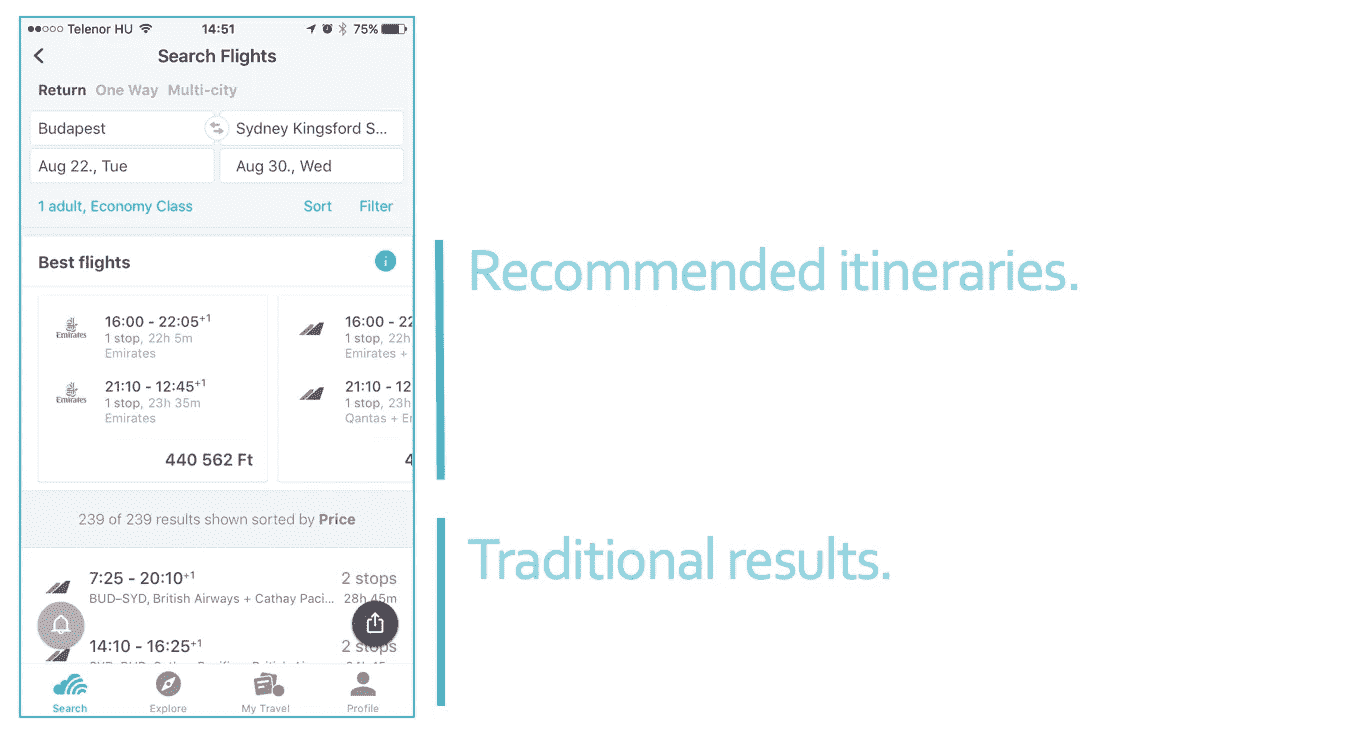 Telenor HU 14:51 75%
Search Flights
Return One Way Multi-city
Budapest Sydney Kingsford S...
Aug 22., Tue Aug 30., Wed
1 adult, Economy Class Sort Filter
Best flights i
Recommended itineraries.
Emirates 16:00 - 22:05+1
1 stop, 22h 5m
Emirates
Emirates 21:10 - 12:45+1
1 stop, 23h 35m
Emirates
440 562 Ft
16:00 - 22
1 stop, 22h
Emirates +
21:10 - 12
1 stop, 23h
Qantas +
4
239 of 239 results shown sorted by Price
Traditional results.
7:25 - 20:10+1 2 stops
BUD–SYD, British Airways + Cathay Paci... 28h 45m
14:10 - 16:25+1 2 stops
Search Explore My Travel Profile